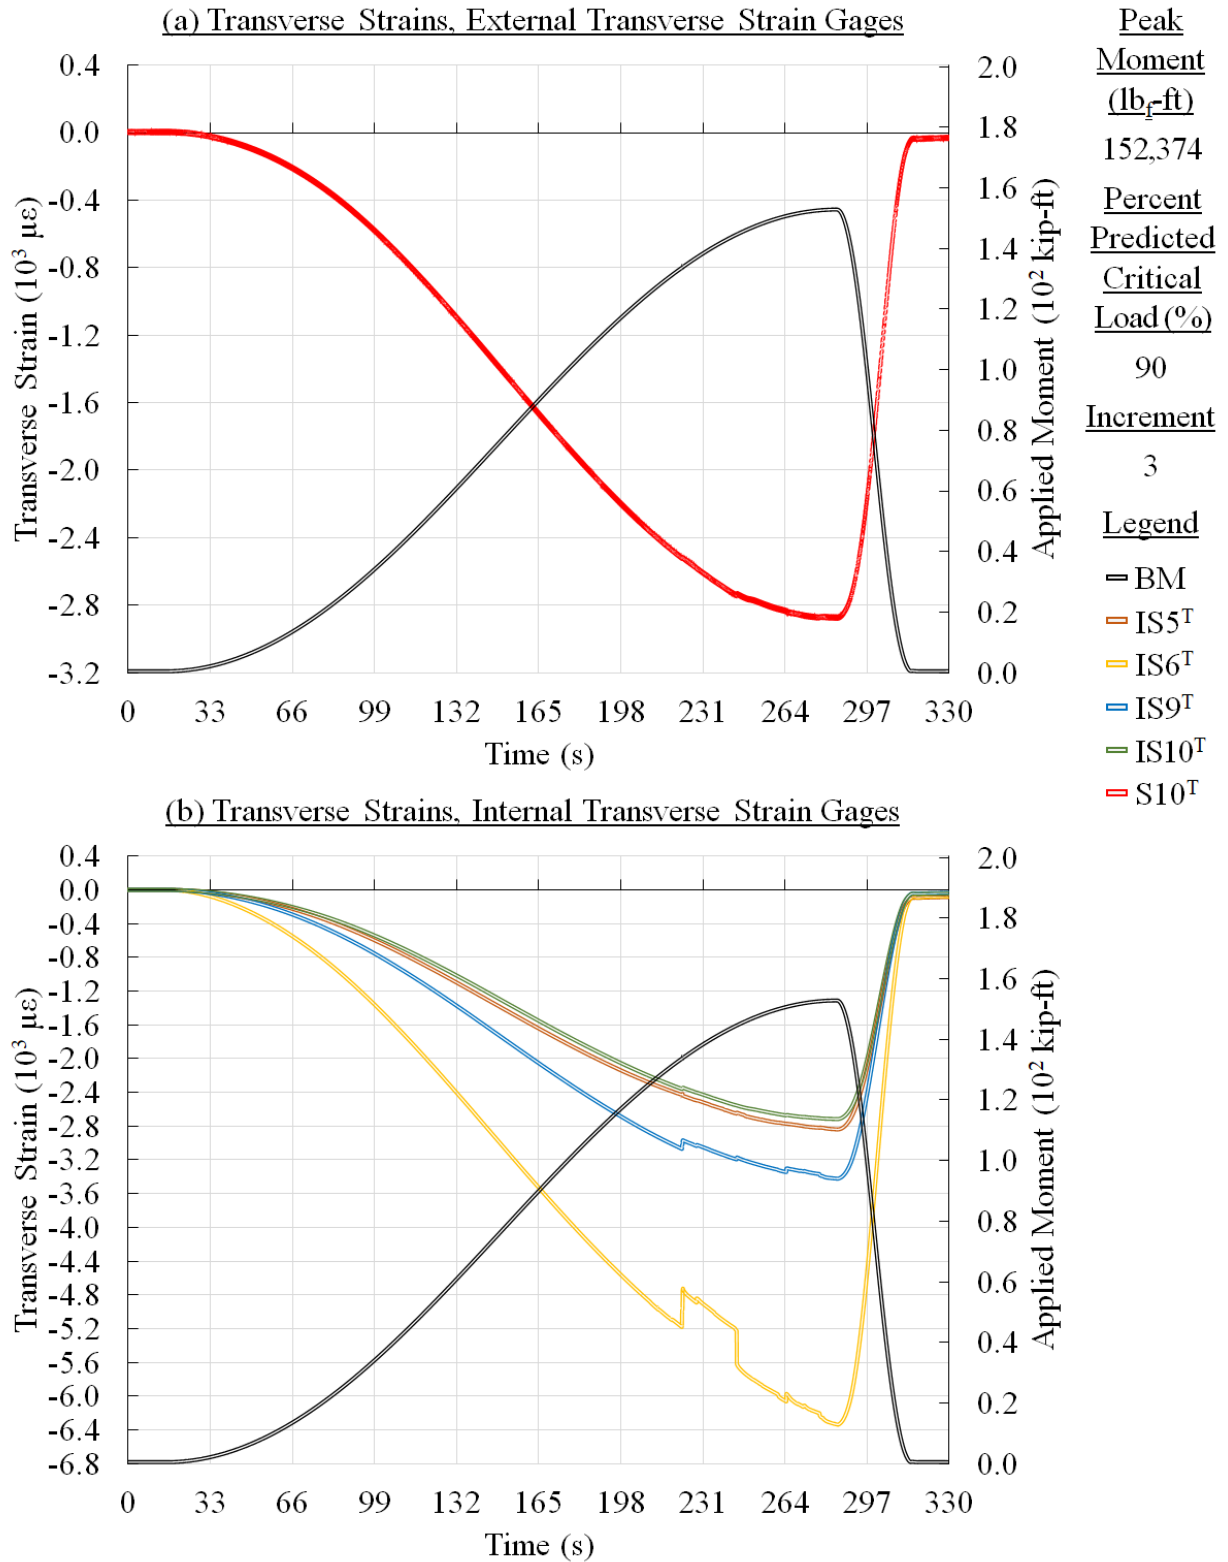 (a) Transverse Strains, External Transverse Strain Gages
0.4
0.0
-0.4
-0.8
-1.2
-1.6
-2.0
-2.4
-2.8
-3.2
Transverse Strain (10³ µε)
2.0
1.8
1.6
1.4
1.2
1.0
0.8
0.6
0.4
0.2
0.0
Applied Moment (10² kip-ft)
0 33 66 99 132 165 198 231 264 297 330
Time (s)
Peak
Moment
(lbf-ft)
152,374
Percent
Predicted
Critical
Load (%)
90
Increment
3
Legend
BM
IS5ᵀ
IS6ᵀ
IS9ᵀ
IS10ᵀ
S10ᵀ
(b) Transverse Strains, Internal Transverse Strain Gages
0.4
0.0
-0.4
-0.8
-1.2
-1.6
-2.0
-2.4
-2.8
-3.2
-3.6
-4.0
-4.4
-4.8
-5.2
-5.6
-6.0
-6.4
-6.8
Transverse Strain (10³ µε)
2.0
1.8
1.6
1.4
1.2
1.0
0.8
0.6
0.4
0.2
0.0
Applied Moment (10² kip-ft)
0 33 66 99 132 165 198 231 264 297 330
Time (s)